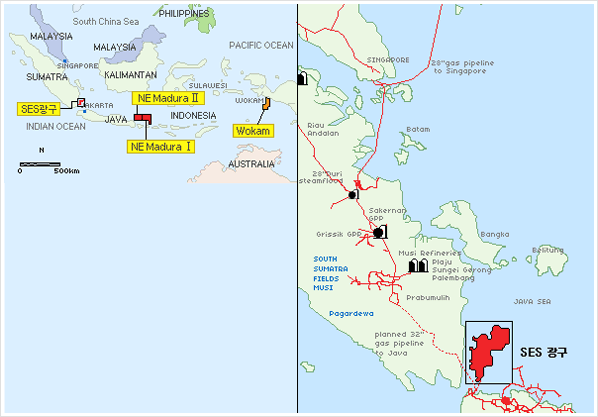 South China Sea
PHILIPPINES
MALAYSIA
MALAYSIA
PACIFIC OCEAN
SINGAPORE
SUMATRA
KALIMANTAN
SULAWESI
NE Madura Ⅱ
WOKAM
SES광구
JAKARTA
JAVA
INDONESIA
INDIAN OCEAN
Wokam
NE Madura Ⅰ
N
500km
AUSTRALIA
SINGAPORE
28"gas pipeline
to Singapore
Riau
Andalan
Batam
28"Duri
steamflood
Sakernan
GPP
Grissik GPP
Bangka
Belitung
Musi Refineries
Plaju
Sungei Gerong
Palembang
SOUTH
SUMATRA
FIELDS
MUSI
Prabumulih
JAVA SEA
Pagardewa
planned 32"
gas pipeline
to Java
SES 광구